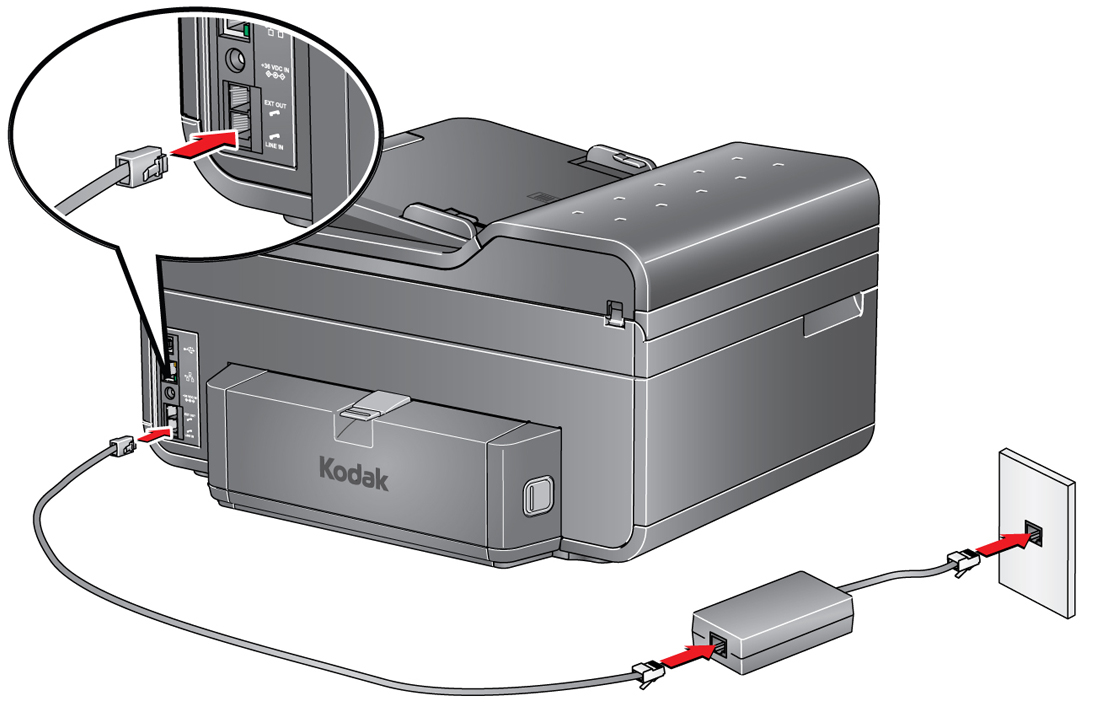 +36 VDC IN
EXT OUT
LINE IN
Kodak